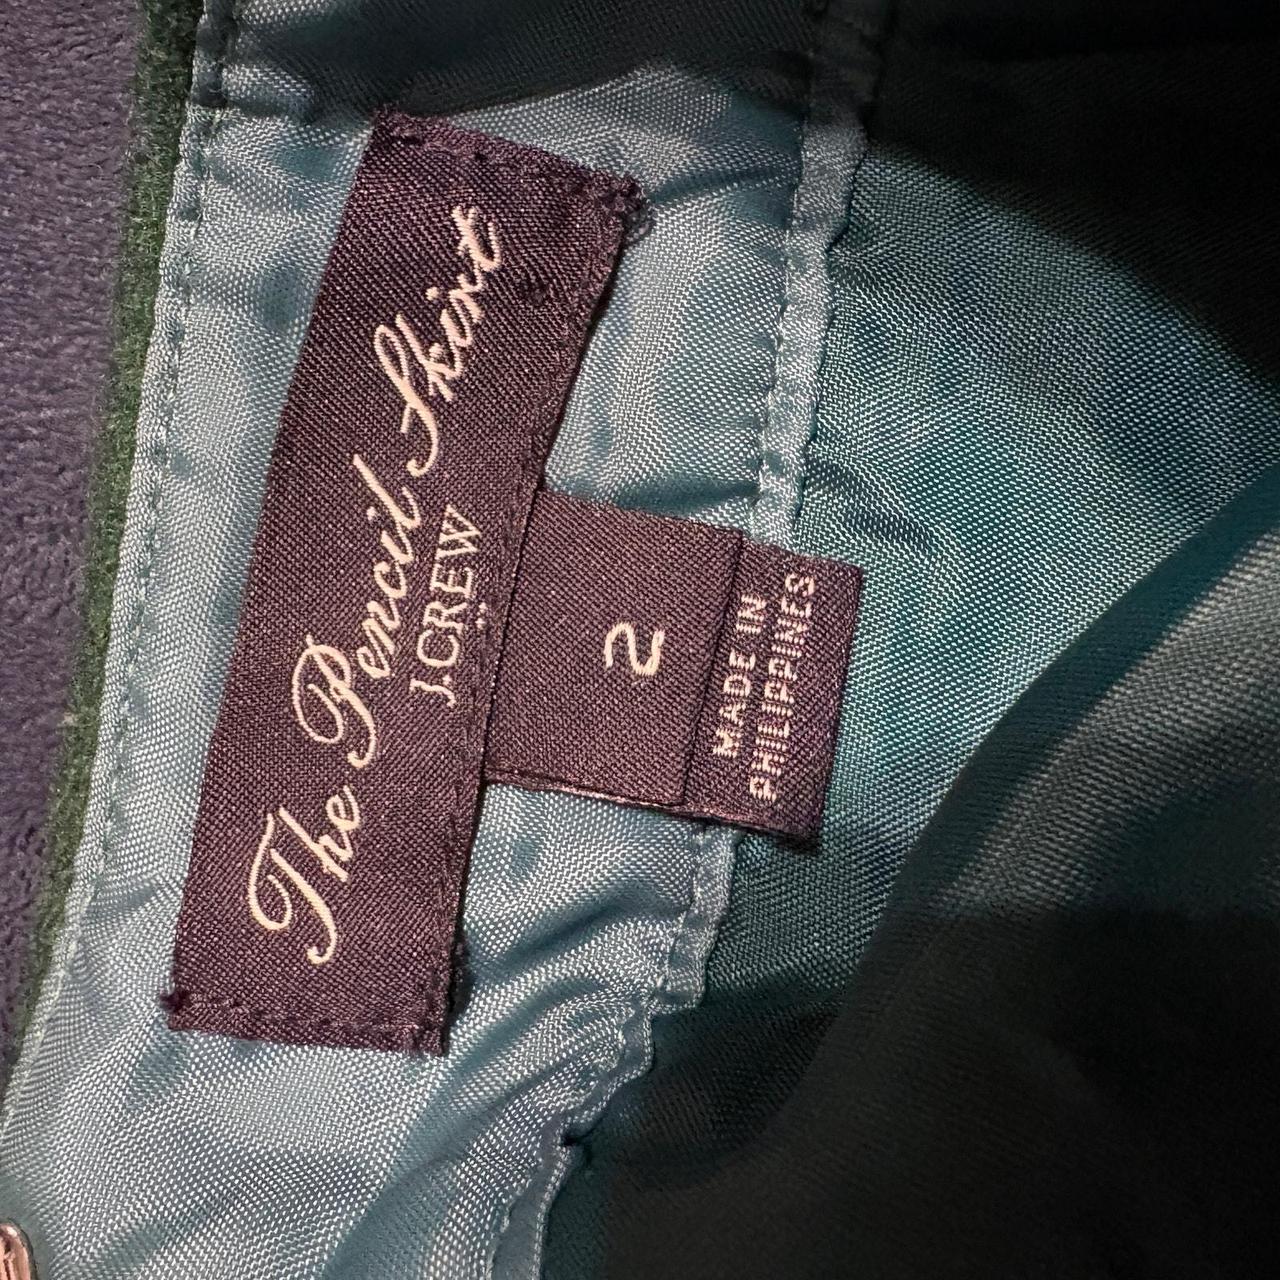 The Pencil Skirt
J.CREW
2
MADE IN
PHILIPPINES